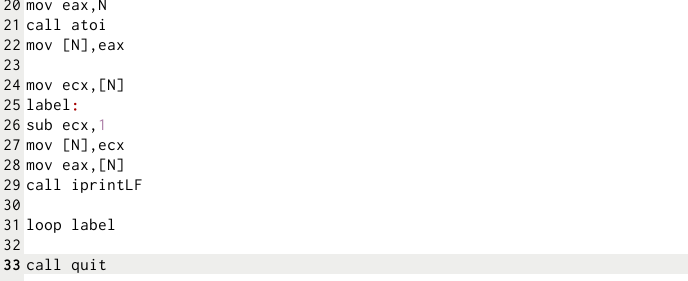 20 mov eax,N
21 call atoi
22 mov [N],eax
23
24 mov ecx,[N]
25 label:
26 sub ecx,1
27 mov [N],ecx
28 mov eax,[N]
29 call iprintLF
30
31 loop label
32
33 call quit